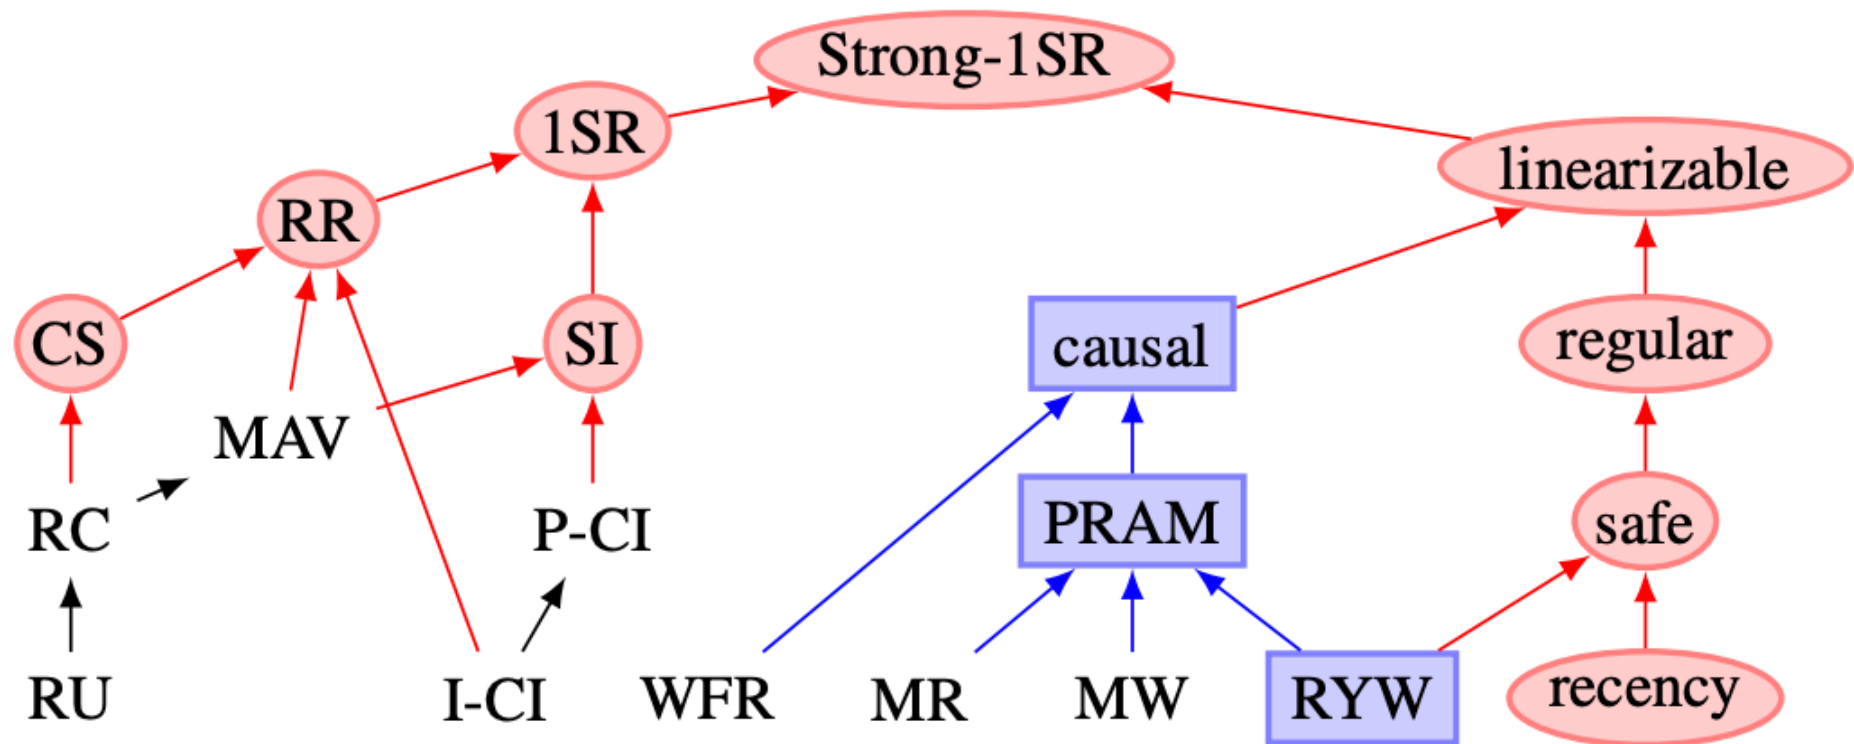 Strong-1SR
1SR
linearizable
RR
CS
SI
causal
regular
MAV
RC
P-CI
PRAM
safe
RU
I-CI
WFR
MR
MW
RYW
recency